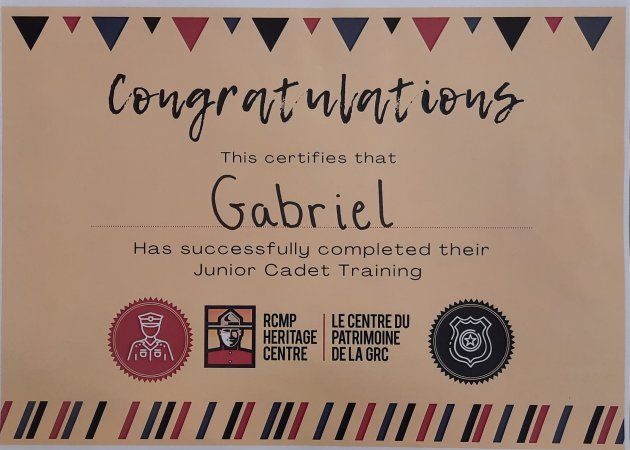 Congratulations
This certifies that
Gabriel
Has successfully completed their
Junior Cadet Training
RCMP
HERITAGE
CENTRE
LE CENTRE DU
PATRIMOINE
DE LA GRC